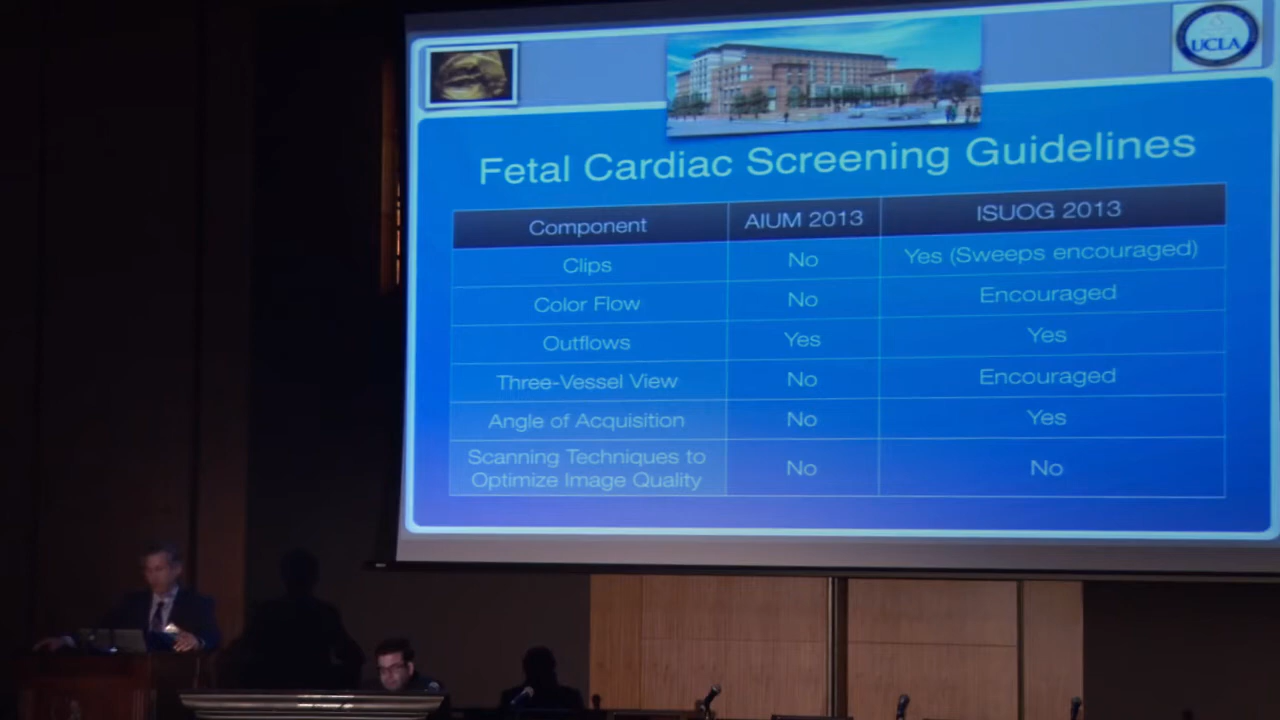 UCLA
Fetal Cardiac Screening Guidelines
Component AIUM 2013 ISUOG 2013
Clips No Yes (Sweeps encouraged)
Color Flow No Encouraged
Outflows Yes Yes
Three-Vessel View No Encouraged
Angle of Acquisition No Yes
Scanning Techniques to
Optimize Image Quality No No